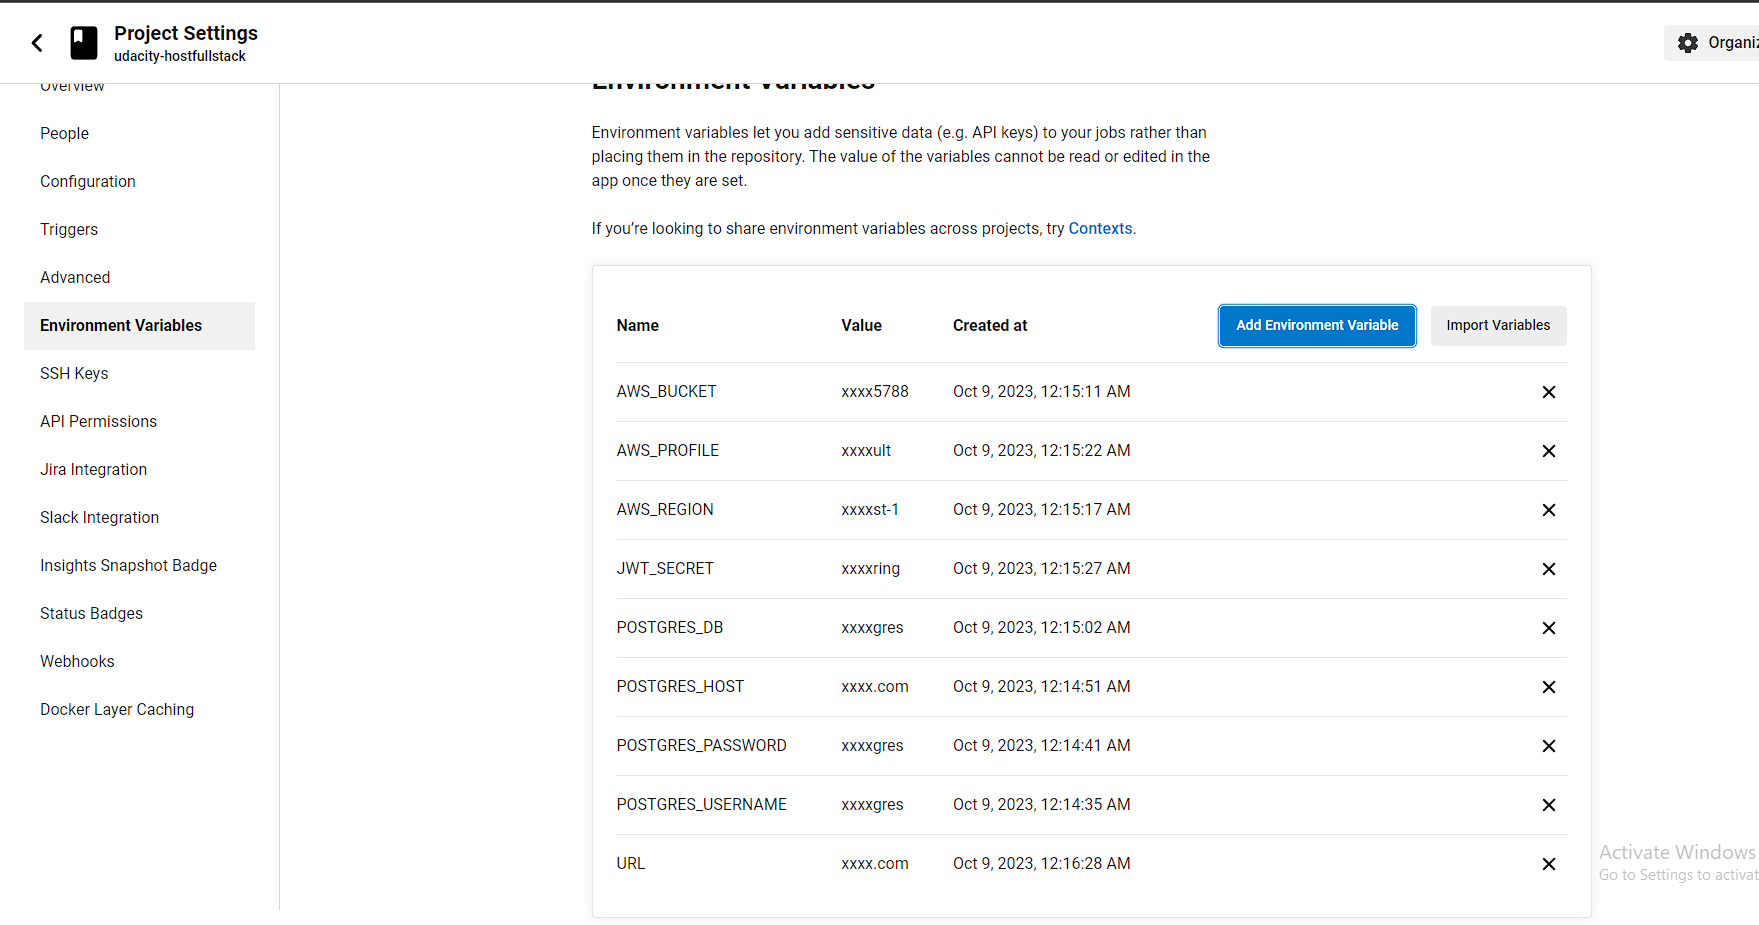 Project Settings
udacity-hostfullstack
Organiz
Overview
People
Configuration
Triggers
Advanced
Environment Variables
SSH Keys
API Permissions
Jira Integration
Slack Integration
Insights Snapshot Badge
Status Badges
Webhooks
Docker Layer Caching
Environment Variables
Environment variables let you add sensitive data (e.g. API keys) to your jobs rather than
placing them in the repository. The value of the variables cannot be read or edited in the
app once they are set.
If you're looking to share environment variables across projects, try Contexts.
Name Value Created at Add Environment Variable Import Variables
AWS_BUCKET xxxx5788 Oct 9, 2023, 12:15:11 AM
AWS_PROFILE xxxxult Oct 9, 2023, 12:15:22 AM
AWS_REGION xxxxst-1 Oct 9, 2023, 12:15:17 AM
JWT_SECRET xxxxring Oct 9, 2023, 12:15:27 AM
POSTGRES_DB xxxxgres Oct 9, 2023, 12:15:02 AM
POSTGRES_HOST xxxx.com Oct 9, 2023, 12:14:51 AM
POSTGRES_PASSWORD xxxxgres Oct 9, 2023, 12:14:41 AM
POSTGRES_USERNAME xxxxgres Oct 9, 2023, 12:14:35 AM
URL xxxx.com Oct 9, 2023, 12:16:28 AM
Activate Windows
Go to Settings to activat